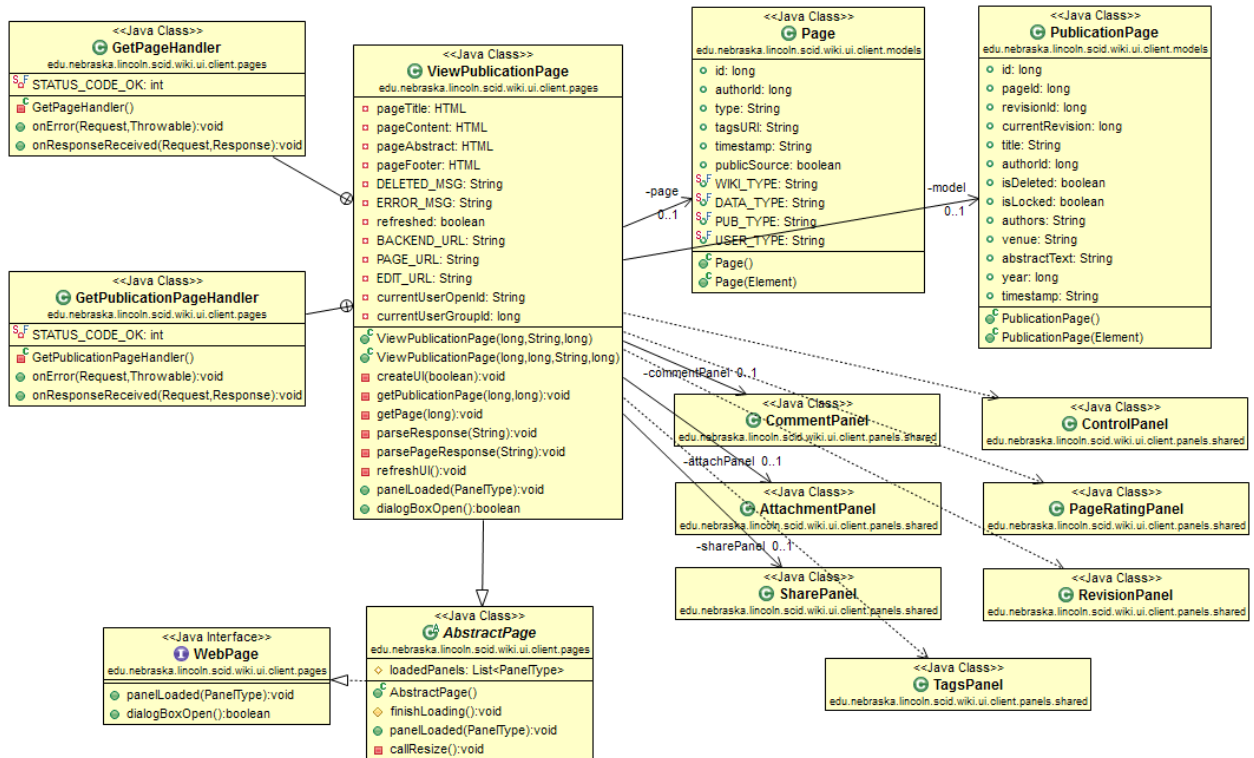 <<Java Class>>
GetPageHandler
edu.nebraska.lincoln.scid.wiki.ui.client.pages
STATUS_CODE_OK: int
GetPageHandler()
onError(Request,Throwable):void
onResponseReceived(Request,Response):void
<<Java Class>>
GetPublicationPageHandler
edu.nebraska.lincoln.scid.wiki.ui.client.pages
STATUS_CODE_OK: int
GetPublicationPageHandler()
onError(Request,Throwable):void
onResponseReceived(Request,Response):void
<<Java Class>>
ViewPublicationPage
edu.nebraska.lincoln.scid.wiki.ui.client.pages
pageTitle: HTML
pageContent: HTML
pageAbstract: HTML
pageFooter: HTML
DELETED_MSG: String
ERROR_MSG: String
refreshed: boolean
BACKEND_URL: String
PAGE_URL: String
EDIT_URL: String
currentUserOpenId: String
currentUserGroupId: long
ViewPublicationPage(long,String,long)
ViewPublicationPage(long,long,String,long)
createUI(boolean):void
getPublicationPage(long,long):void
getPage(long):void
parseResponse(String):void
parsePageResponse(String):void
refreshUI():void
panelLoaded(PanelType):void
dialogBoxOpen():boolean
-page
0..1
<<Java Class>>
Page
edu.nebraska.lincoln.scid.wiki.ui.client.models
id: long
authorId: long
type: String
tagsURI: String
timestamp: String
publicSource: boolean
WIKI_TYPE: String
DATA_TYPE: String
PUB_TYPE: String
USER_TYPE: String
Page()
Page(Element)
-model
0..1
<<Java Class>>
PublicationPage
edu.nebraska.lincoln.scid.wiki.ui.client.models
id: long
pageId: long
revisionId: long
currentRevision: long
title: String
authorId: long
isDeleted: boolean
isLocked: boolean
authors: String
venue: String
abstractText: String
year: long
timestamp: String
PublicationPage()
PublicationPage(Element)
-commentPanel 0..1
<<Java Class>>
CommentPanel
edu.nebraska.lincoln.scid.wiki.ui.client.panels.shared
<<Java Class>>
ControlPanel
edu.nebraska.lincoln.scid.wiki.ui.client.panels.shared
-attachPanel 0..1
<<Java Class>>
AttachmentPanel
edu.nebraska.lincoln.scid.wiki.ui.client.panels.shared
<<Java Class>>
PageRatingPanel
edu.nebraska.lincoln.scid.wiki.ui.client.panels.shared
-sharePanel 0..1
<<Java Class>>
SharePanel
edu.nebraska.lincoln.scid.wiki.ui.client.panels.shared
<<Java Class>>
RevisionPanel
edu.nebraska.lincoln.scid.wiki.ui.client.panels.shared
<<Java Class>>
TagsPanel
edu.nebraska.lincoln.scid.wiki.ui.client.panels.shared
<<Java Interface>>
WebPage
edu.nebraska.lincoln.scid.wiki.ui.client.pages
panelLoaded(PanelType):void
dialogBoxOpen():boolean
<<Java Class>>
AbstractPage
edu.nebraska.lincoln.scid.wiki.ui.client.pages
loadedPanels: List<PanelType>
AbstractPage()
finishLoading():void
panelLoaded(PanelType):void
callResize():void